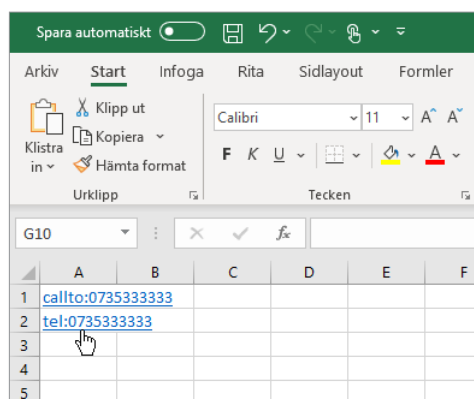 Spara automatiskt
Arkiv Start Infoga Rita Sidlayout Formler
Klistra in
Klipp ut
Kopiera
Hämta format
Calibri 11 A A
F K U A
Urklipp Tecken
G10 fx
A B C D E F
1 callto:0735333333
2 tel:0735333333
3
4
5